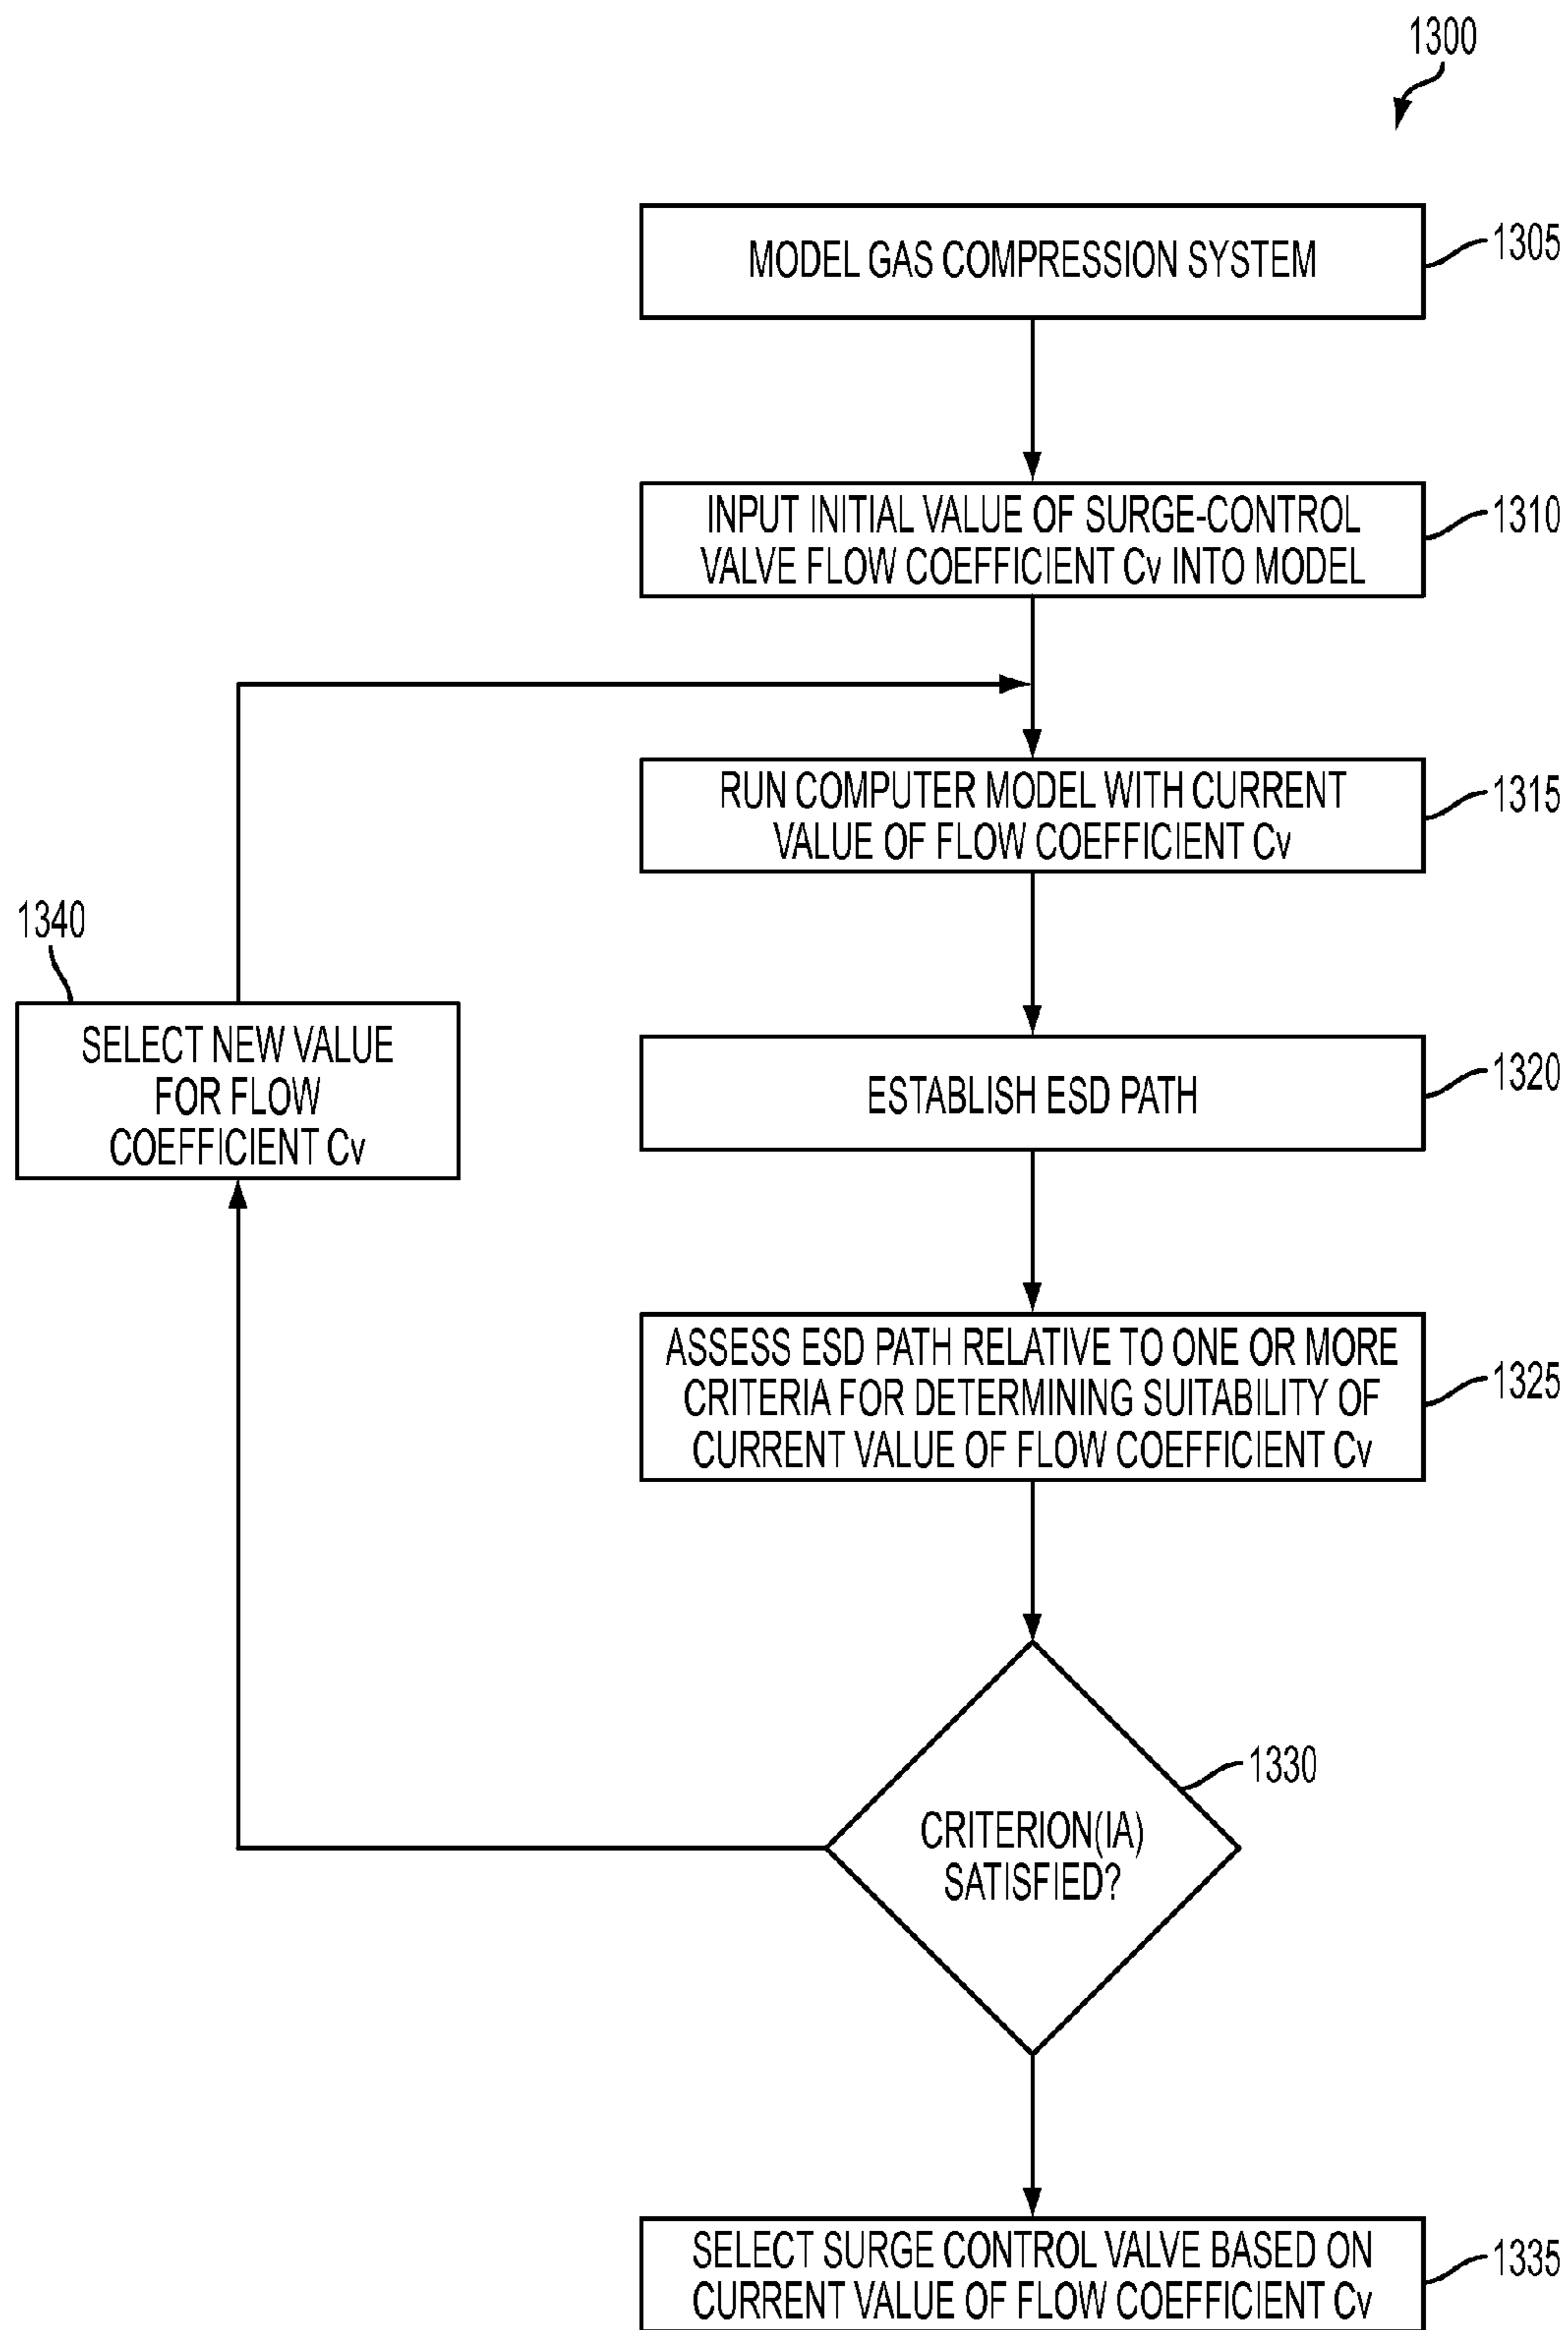 1300
MODEL GAS COMPRESSION SYSTEM
1305
INPUT INITIAL VALUE OF SURGE-CONTROL
VALVE FLOW COEFFICIENT Cv INTO MODEL
1310
RUN COMPUTER MODEL WITH CURRENT
VALUE OF FLOW COEFFICIENT Cv
1315
1340
SELECT NEW VALUE
FOR FLOW
COEFFICIENT Cv
ESTABLISH ESD PATH
1320
ASSESS ESD PATH RELATIVE TO ONE OR MORE
CRITERIA FOR DETERMINING SUITABILITY OF
CURRENT VALUE OF FLOW COEFFICIENT Cv
1325
1330
CRITERION(IA)
SATISFIED?
SELECT SURGE CONTROL VALVE BASED ON
CURRENT VALUE OF FLOW COEFFICIENT Cv
1335